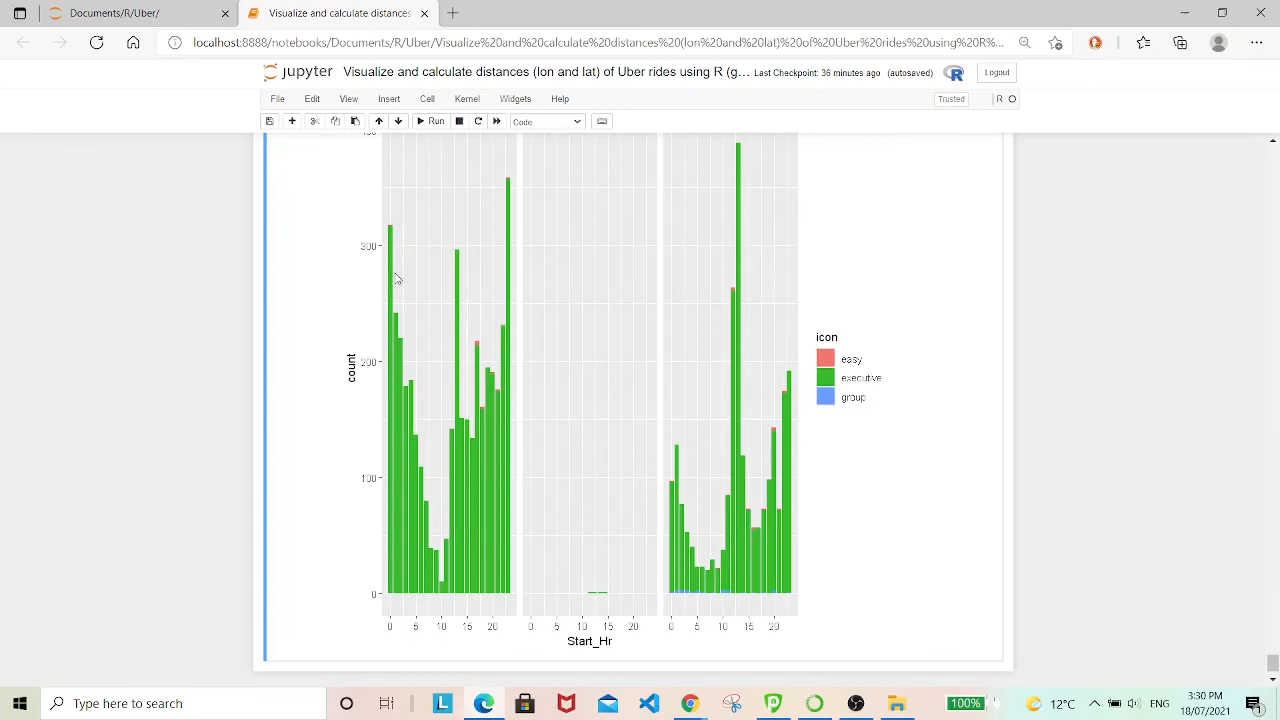 Documents/R/Uber/
Visualize and calculate distances
localhost:8888/notebooks/Documents/R/Uber/Visualize%20and%20calculate%20distances%20(lon%20and%20lat)%20of%20Uber%20rides%20using%20R%...
jupyter Visualize and calculate distances (lon and lat) of Uber rides using R (g... Last Checkpoint: 36 minutes ago (autosaved) R Logout
File Edit View Insert Cell Kernel Widgets Help Trusted R
Run Code
300
200
100
0
count
0 5 10 15 20 0 5 10 15 20 0 5 10 15 20
Start_Hr
icon
easy
executive
group
Type here to search
L
100%
12°C
ENG
3:30 PM
18/07/2021
1